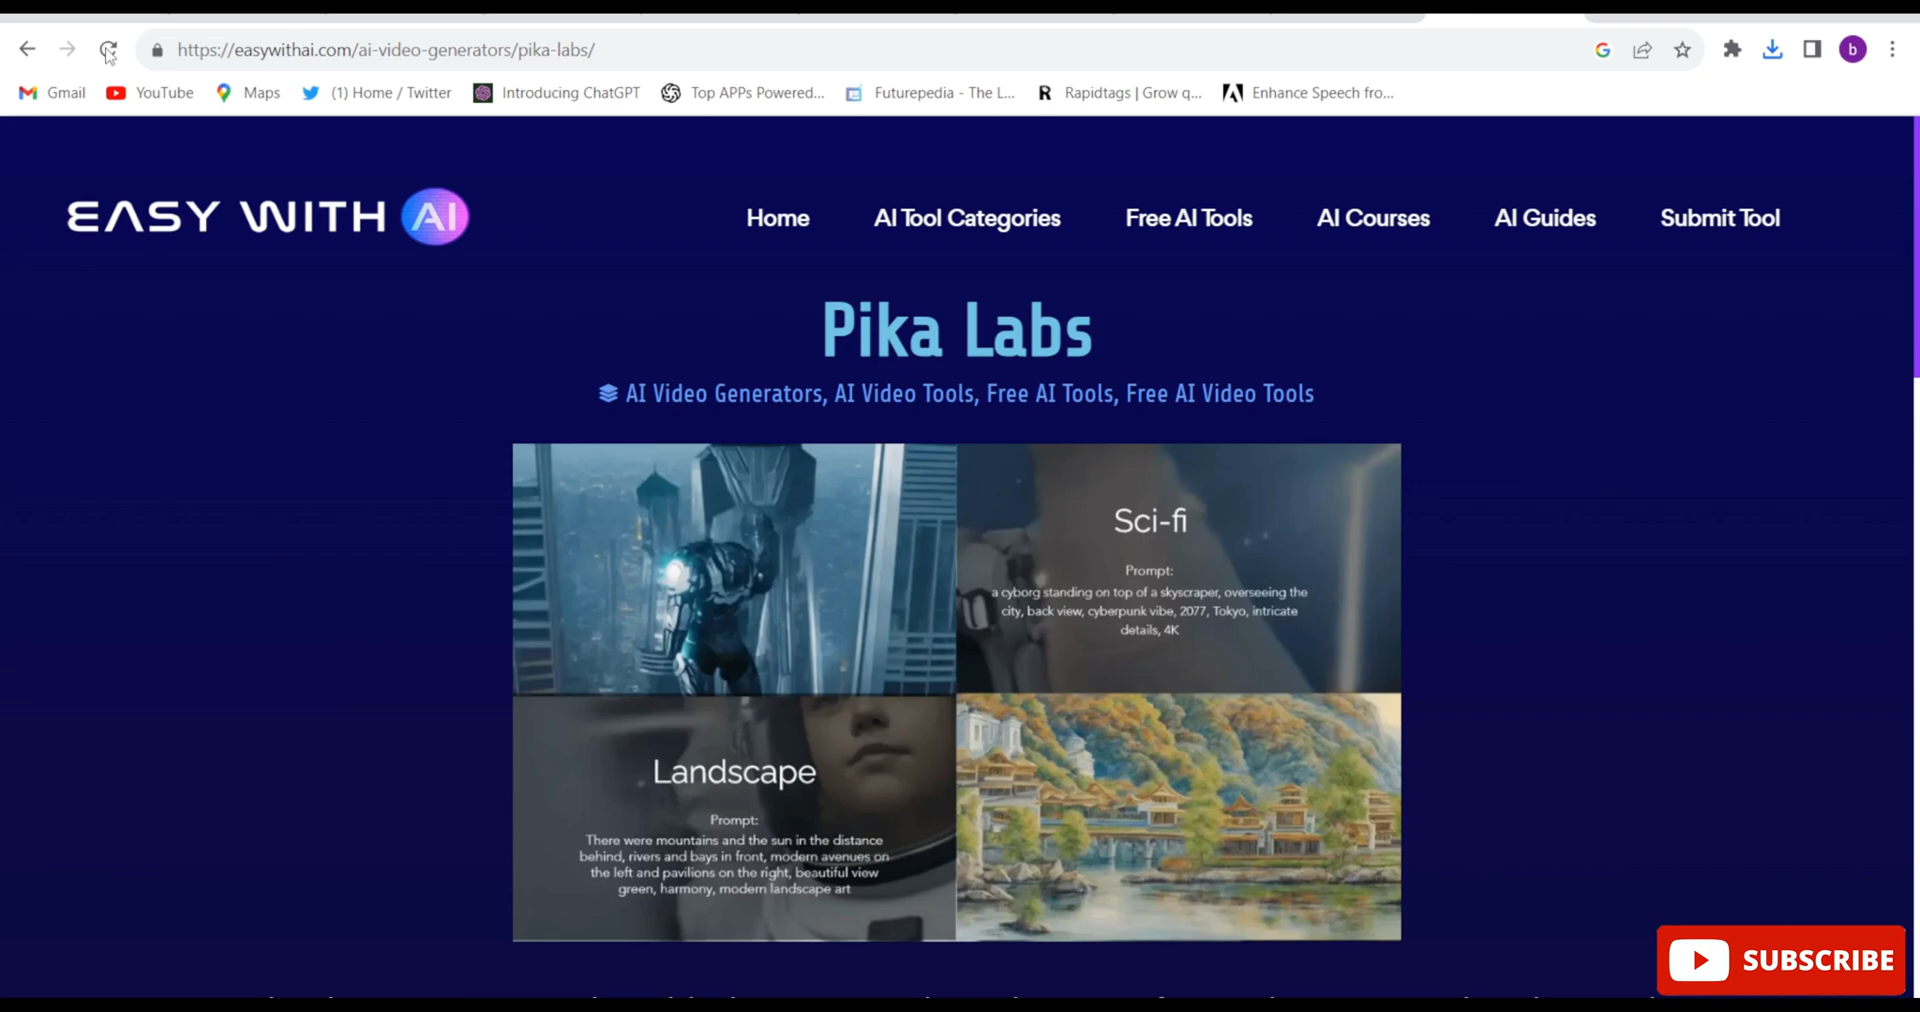 https://easywithai.com/ai-video-generators/pika-labs/
G
b
Gmail YouTube Maps (1) Home / Twitter Introducing ChatGPT Top APPs Powered... Futurepedia - The L... R Rapidtags | Grow q... Enhance Speech fro...
EASY WITH AI
Home AI Tool Categories Free AI Tools AI Courses AI Guides Submit Tool
Pika Labs
AI Video Generators, AI Video Tools, Free AI Tools, Free AI Video Tools
Sci-fi
Prompt:
a cyborg standing on top of a skyscraper, overseeing the
city, back view, cyberpunk vibe, 2077, Tokyo, intricate
details, 4K
Landscape
Prompt:
There were mountains and the sun in the distance
behind, rivers and bays in front, modern avenues on
the left and pavilions on the right, beautiful view
green, harmony, modern landscape art
SUBSCRIBE